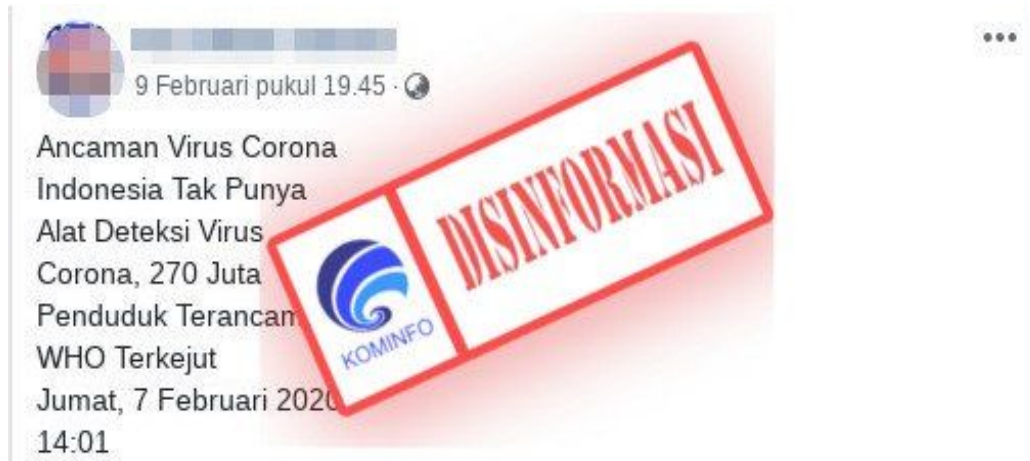 9 Februari pukul 19.45 ·
Ancaman Virus Corona
Indonesia Tak Punya
Alat Deteksi Virus
Corona, 270 Juta
Penduduk Terancam
WHO Terkejut
Jumat, 7 Februari 2020
14:01
DISINFORMASI
KOMINFO